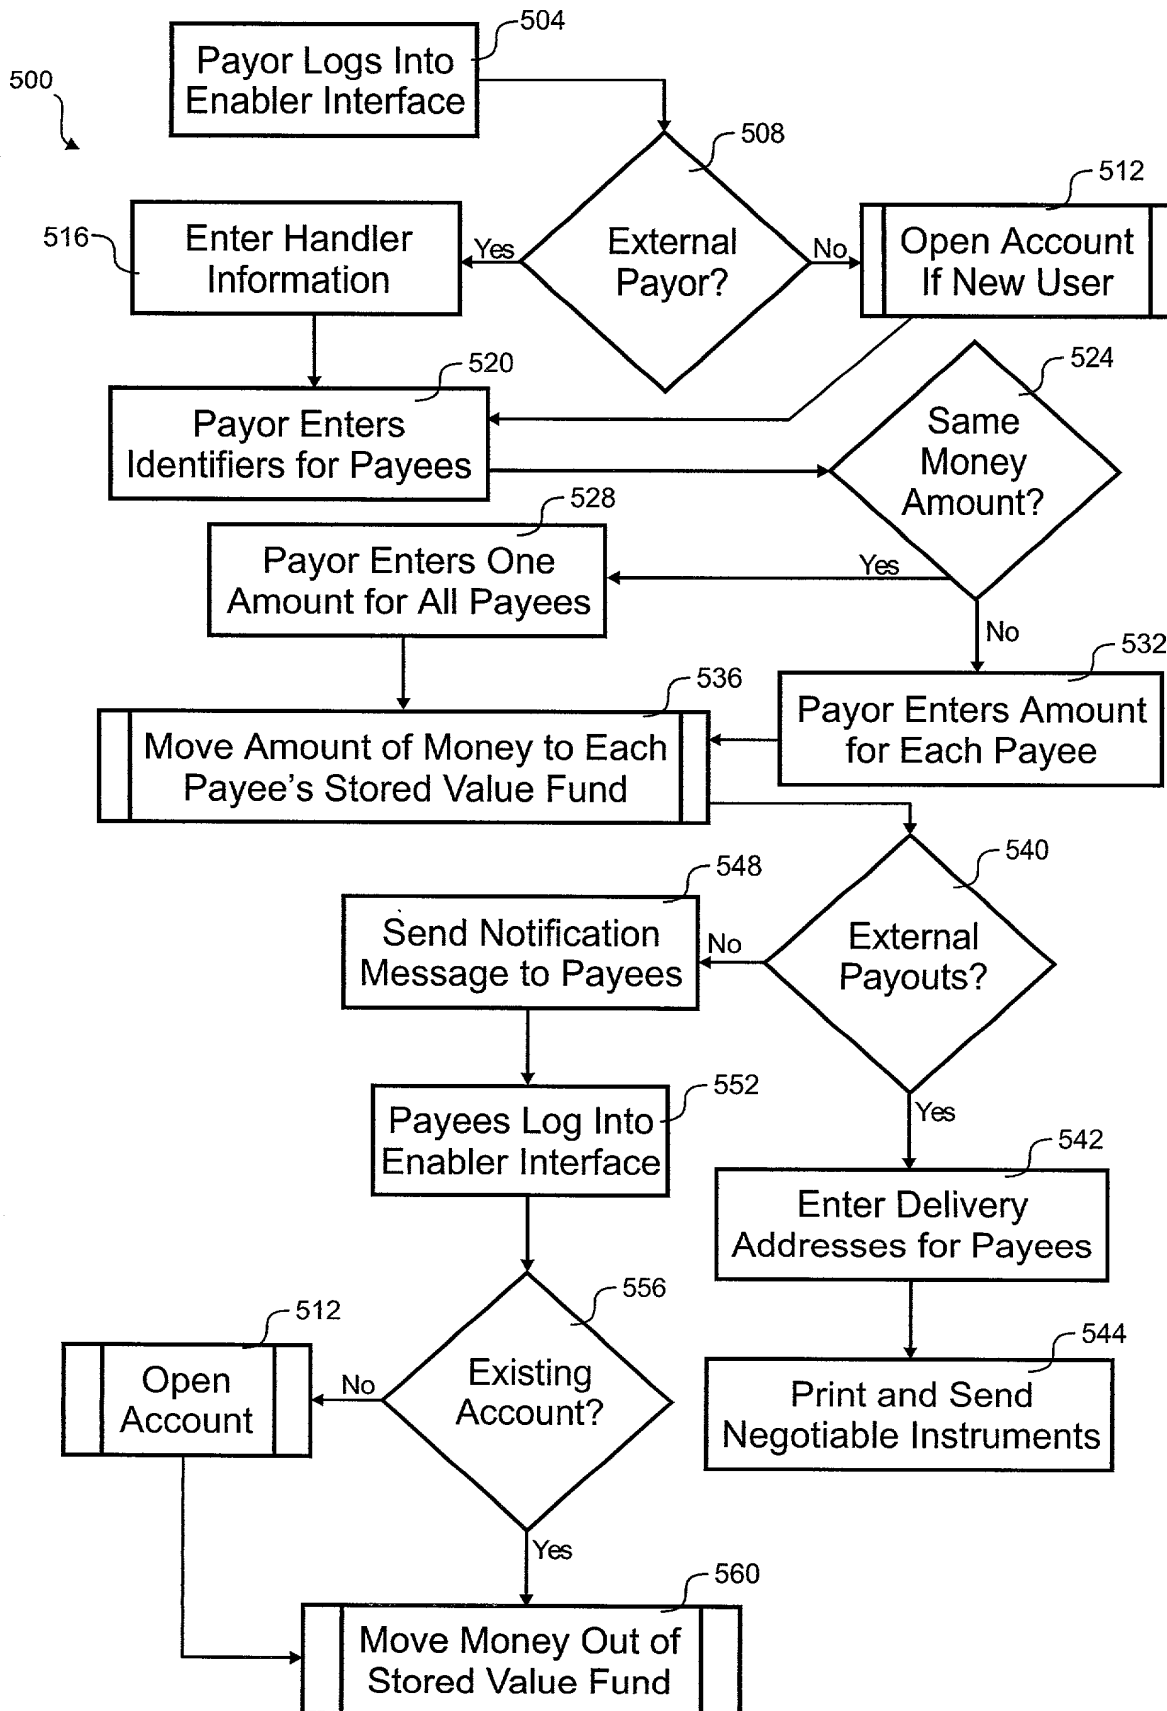 504
Payor Logs Into
Enabler Interface
500
508
External
Payor?
Yes
No
512
Open Account
If New User
516
Enter Handler
Information
520
Payor Enters
Identifiers for Payees
524
Same
Money
Amount?
Yes
No
528
Payor Enters One
Amount for All Payees
532
Payor Enters Amount
for Each Payee
536
Move Amount of Money to Each
Payee's Stored Value Fund
540
External
Payouts?
No
Yes
548
Send Notification
Message to Payees
552
Payees Log Into
Enabler Interface
542
Enter Delivery
Addresses for Payees
544
Print and Send
Negotiable Instruments
556
Existing
Account?
No
Yes
512
Open
Account
560
Move Money Out of
Stored Value Fund